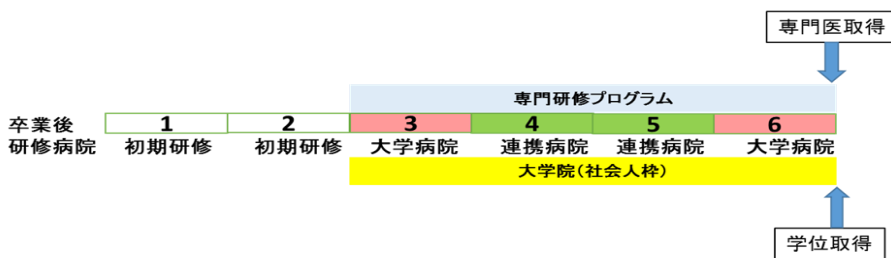 専門医取得
専門研修プログラム
卒業後 1 2 3 4 5 6
研修病院 初期研修 初期研修 大学病院 連携病院 連携病院 大学病院
大学院(社会人枠)
学位取得